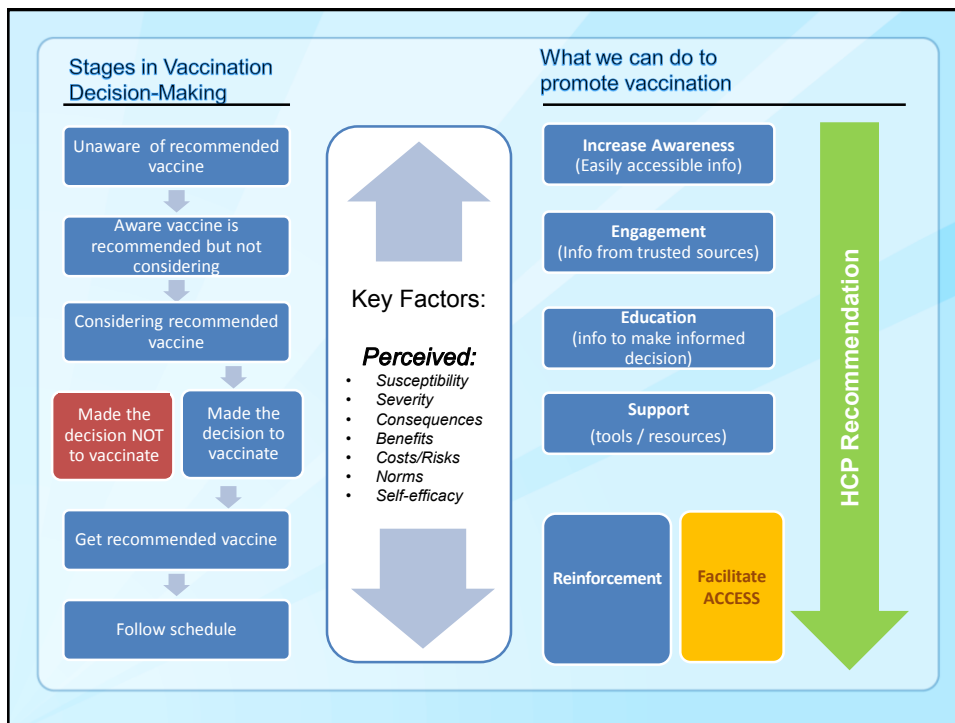 Stages in Vaccination
Decision-Making
Unaware of recommended
vaccine
Aware vaccine is
recommended but not
considering
Considering recommended
vaccine
Made the
decision NOT
to vaccinate
Made the
decision to
vaccinate
Get recommended vaccine
Follow schedule
Key Factors:
Perceived:
• Susceptibility
• Severity
• Consequences
• Benefits
• Costs/Risks
• Norms
• Self-efficacy
What we can do to
promote vaccination
Increase Awareness
(Easily accessible info)
Engagement
(Info from trusted sources)
Education
(info to make informed
decision)
Support
(tools / resources)
Reinforcement
Facilitate
ACCESS
HCP Recommendation